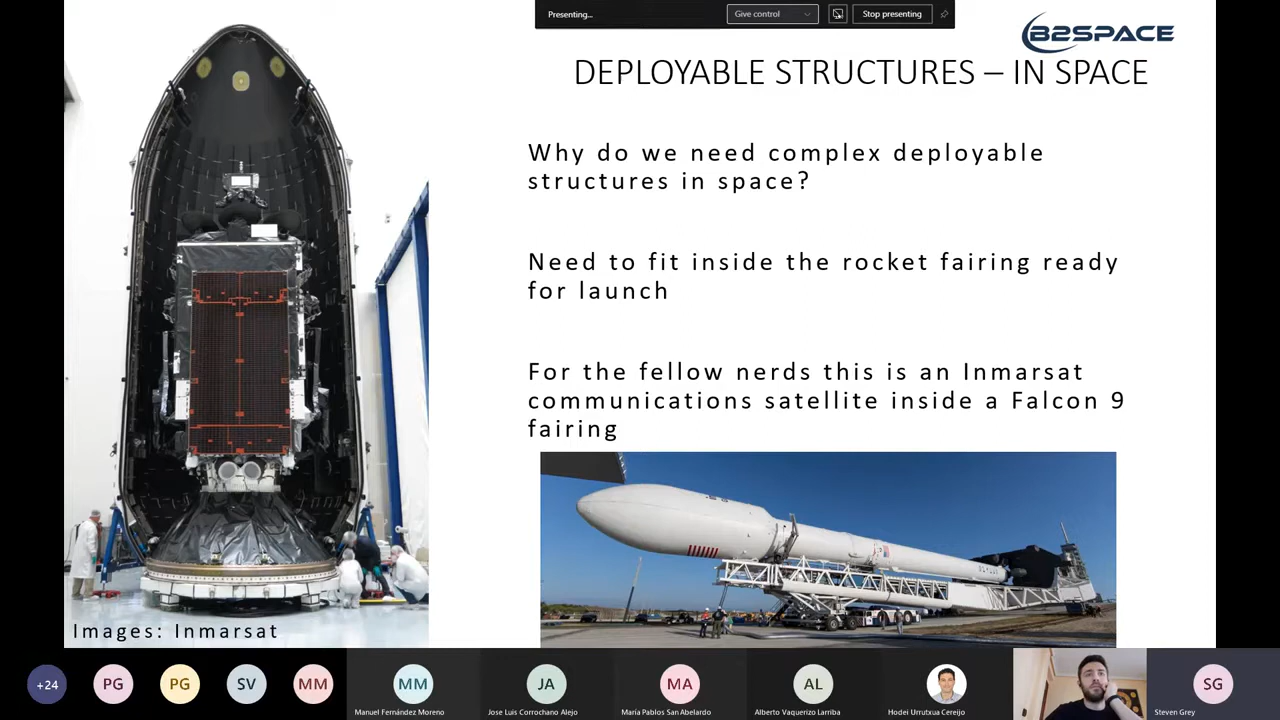 Presenting...
Give control
Stop presenting
B2SPACE
DEPLOYABLE STRUCTURES – IN SPACE
Why do we need complex deployable
structures in space?
Need to fit inside the rocket fairing ready
for launch
For the fellow nerds this is an Inmarsat
communications satellite inside a Falcon 9
fairing
Images: Inmarsat
+24
PG
PG
SV
MM
MM
Manuel Fernández Moreno
JA
Jose Luis Corrochano Alejo
MA
María Pablos San Abelardo
AL
Alberto Vaquerizo Larriba
Hodei Urrutxua Cereijo
SG
Steven Grey